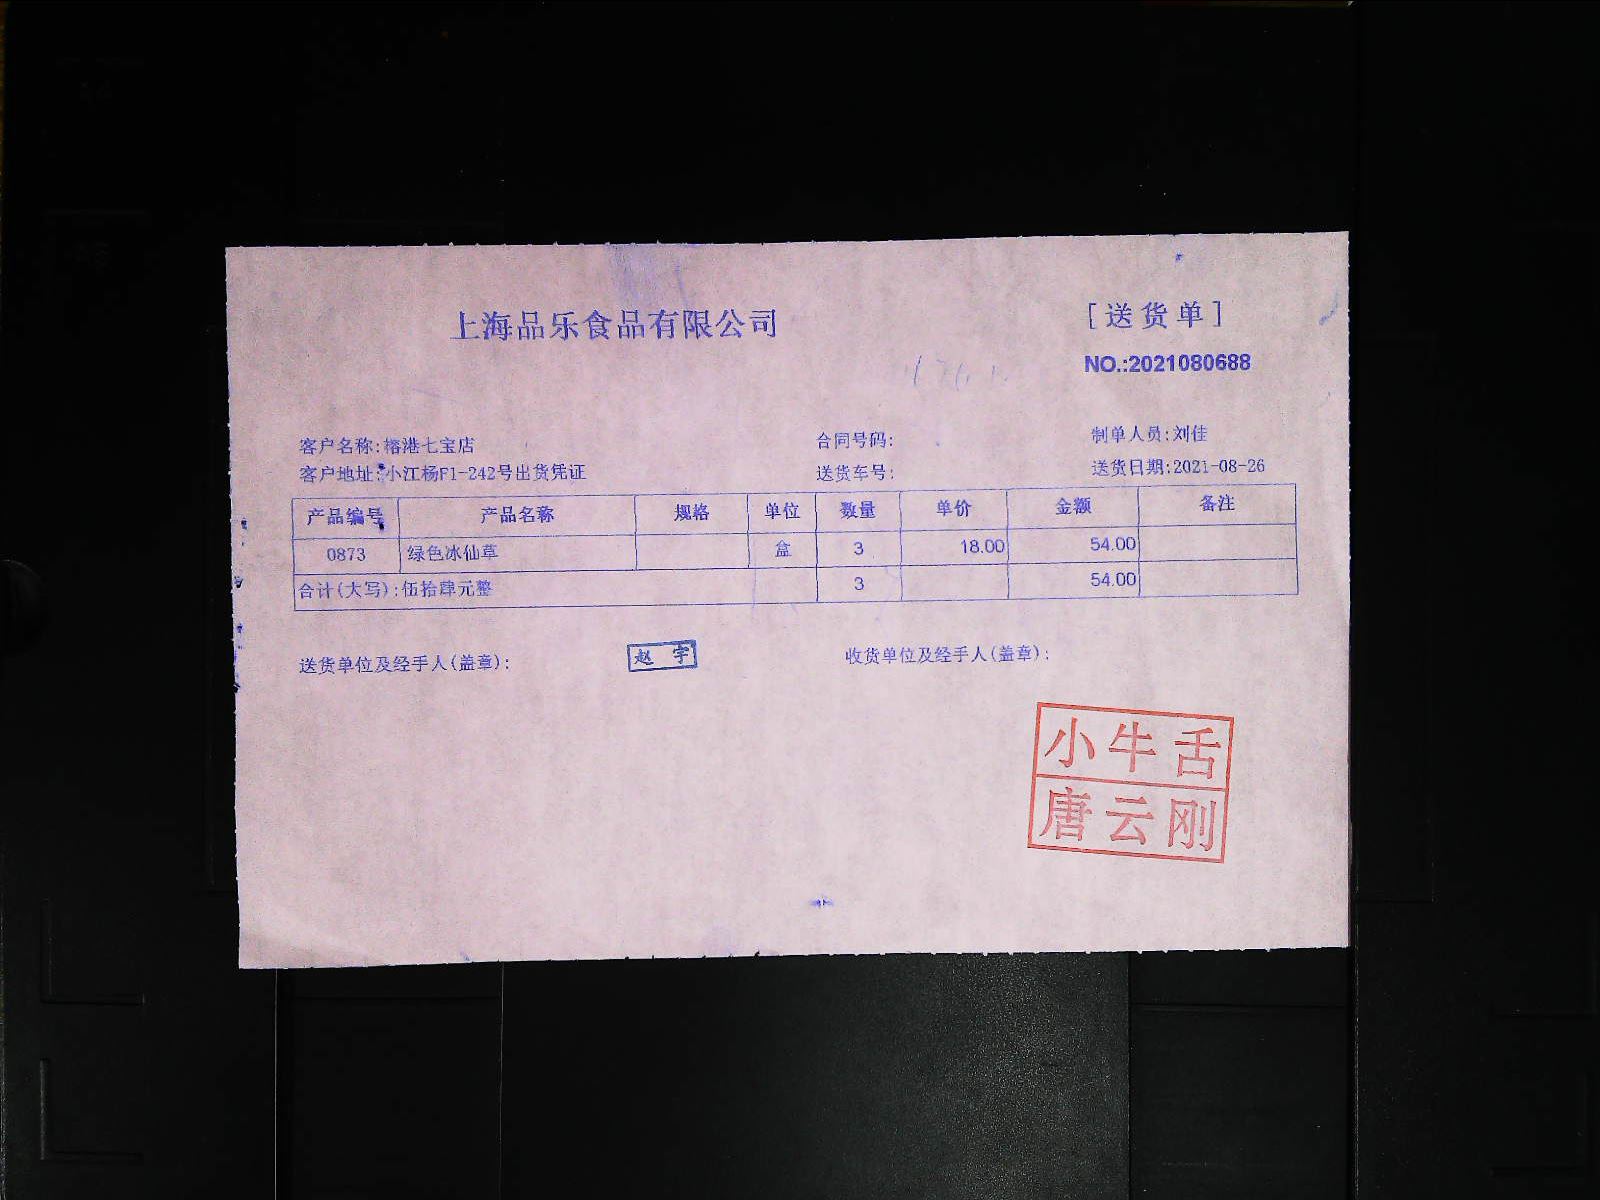 上海品乐食品有限公司
[送货单]
NO.:2021080688
客户名称:榕港七宝店 合同号码: 制单人员:刘佳
客户地址:小江杨F1-242号出货凭证 送货车号: 送货日期:2021-08-26
产品编号 产品名称 规格 单位 数量 单价 金额 备注
0873 绿色冰仙草 盒 3 18.00 54.00
合计(大写):伍拾肆元整 3 54.00
送货单位及经手人(盖章): 赵宇 收货单位及经手人(盖章):
小牛舌
唐云刚